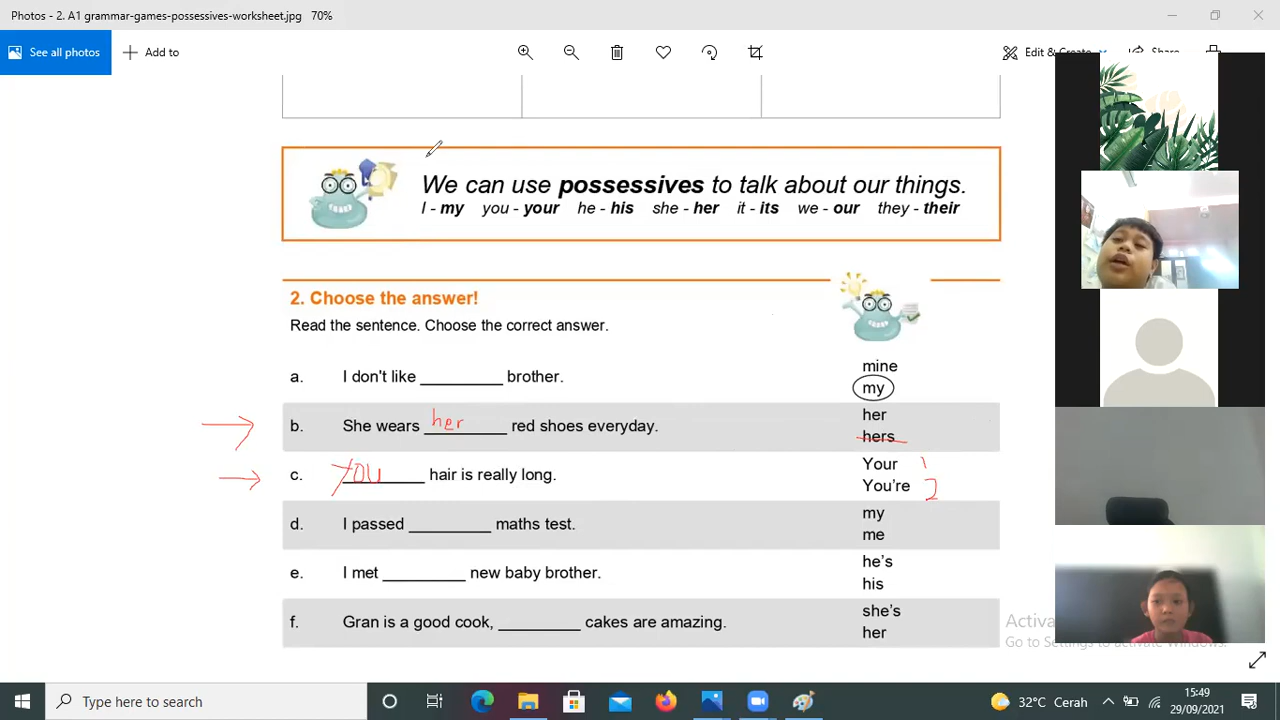 Photos - 2. A1 grammar-games-possessives-worksheet.jpg 70%
See all photos
Add to
Edit & Create
Share
We can use possessives to talk about our things.
I - my you - your he - his she - her it - its we - our they - their
2. Choose the answer!
Read the sentence. Choose the correct answer.
a. I don't like _________ brother.
mine
my
b. She wears her red shoes everyday.
her
hers
c. you hair is really long.
Your 1
You're 2
d. I passed _________ maths test.
my
me
e. I met _________ new baby brother.
he's
his
f. Gran is a good cook, _________ cakes are amazing.
she's
her
Activa
Go to Settings to activate Windows.
Type here to search
32°C Cerah
15:49
29/09/2021